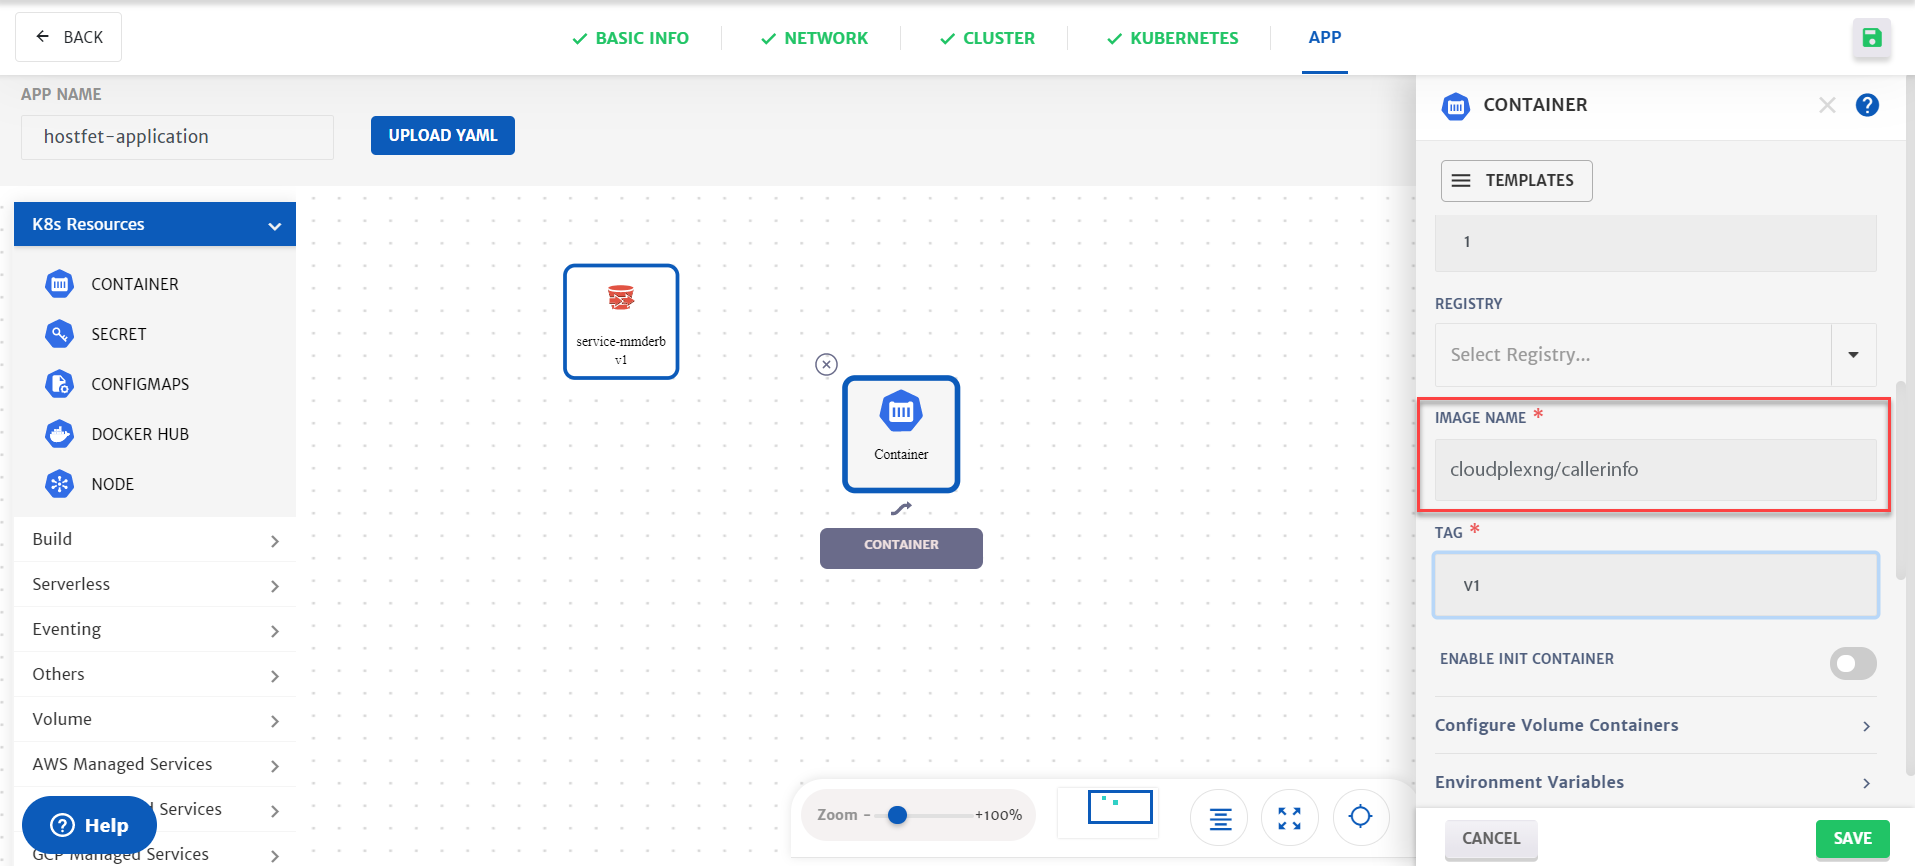 BACK
BASIC INFO
NETWORK
CLUSTER
KUBERNETES
APP
APP NAME
hostfet-application
UPLOAD YAML
K8s Resources
CONTAINER
SECRET
CONFIGMAPS
DOCKER HUB
NODE
Build
Serverless
Eventing
Others
Volume
AWS Managed Services
Services
Managed Services
? Help
service-mmderb
v1
Container
CONTAINER
Zoom - +100%
CONTAINER
?
TEMPLATES
1
REGISTRY
Select Registry...
IMAGE NAME *
cloudplexng/callerinfo
TAG *
v1
ENABLE INIT CONTAINER
Configure Volume Containers
Environment Variables
CANCEL
SAVE